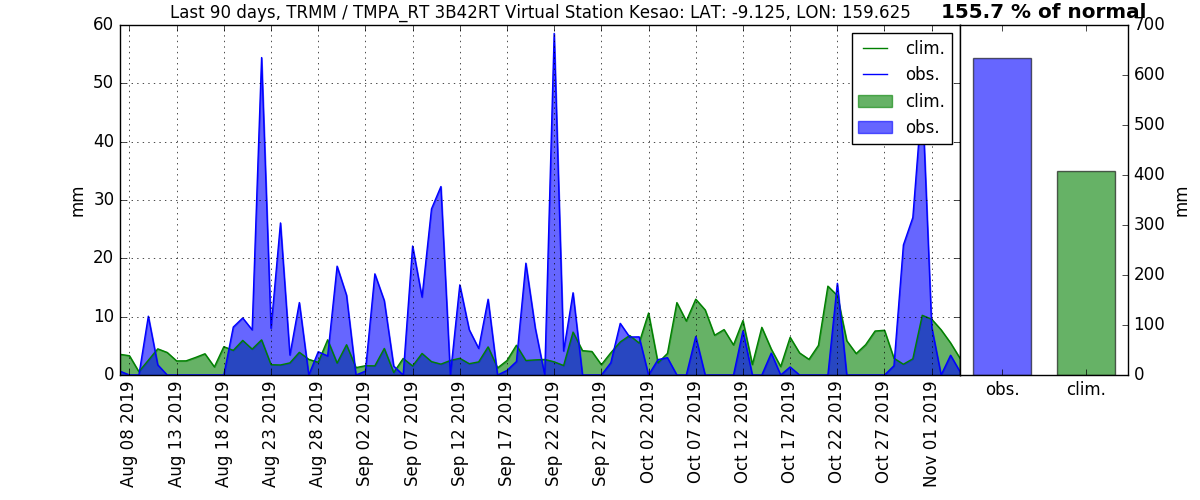 Last 90 days, TRMM / TMPA_RT 3B42RT Virtual Station Kesao: LAT: -9.125, LON: 159.625
155.7 % of normal
60
50
40
30
20
10
0
mm
clim.
obs.
clim.
obs.
700
600
500
400
300
200
100
0
mm
obs.
clim.
Aug 08 2019
Aug 13 2019
Aug 18 2019
Aug 23 2019
Aug 28 2019
Sep 02 2019
Sep 07 2019
Sep 12 2019
Sep 17 2019
Sep 22 2019
Sep 27 2019
Oct 02 2019
Oct 07 2019
Oct 12 2019
Oct 17 2019
Oct 22 2019
Oct 27 2019
Nov 01 2019